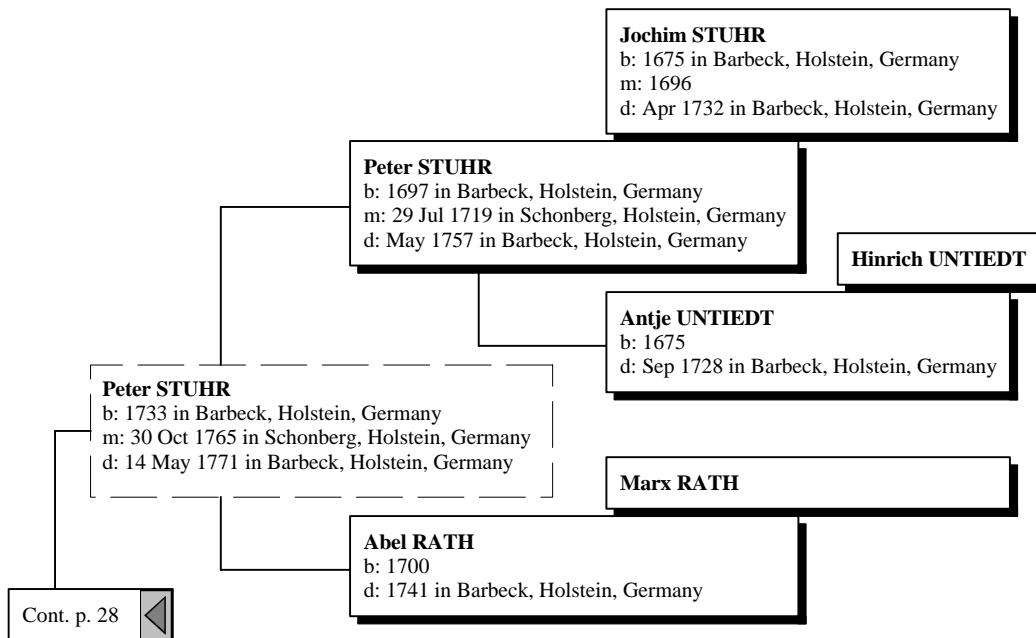 Jochim STUHR
b: 1675 in Barbeck, Holstein, Germany
m: 1696
d: Apr 1732 in Barbeck, Holstein, Germany
Peter STUHR
b: 1697 in Barbeck, Holstein, Germany
m: 29 Jul 1719 in Schonberg, Holstein, Germany
d: May 1757 in Barbeck, Holstein, Germany
Hinrich UNTIEDT
Antje UNTIEDT
b: 1675
d: Sep 1728 in Barbeck, Holstein, Germany
Peter STUHR
b: 1733 in Barbeck, Holstein, Germany
m: 30 Oct 1765 in Schonberg, Holstein, Germany
d: 14 May 1771 in Barbeck, Holstein, Germany
Marx RATH
Abel RATH
b: 1700
d: 1741 in Barbeck, Holstein, Germany
Cont. p. 28